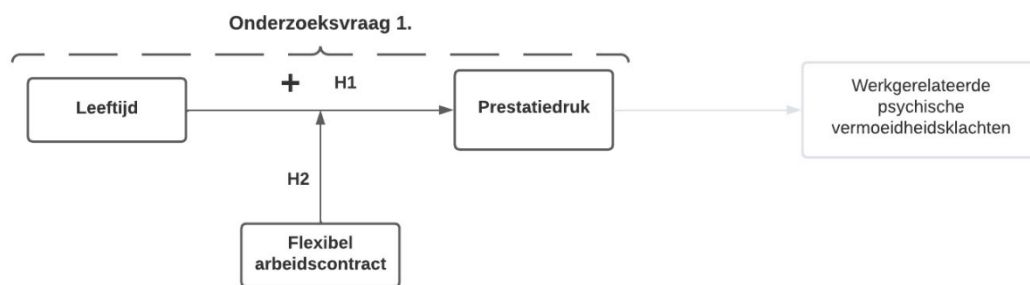 Onderzoeksvraag 1.
+ H1
Leeftijd
Prestatiedruk
Werkgerelateerde
psychische
vermoeidheidsklachten
H2
Flexibel
arbeidscontract